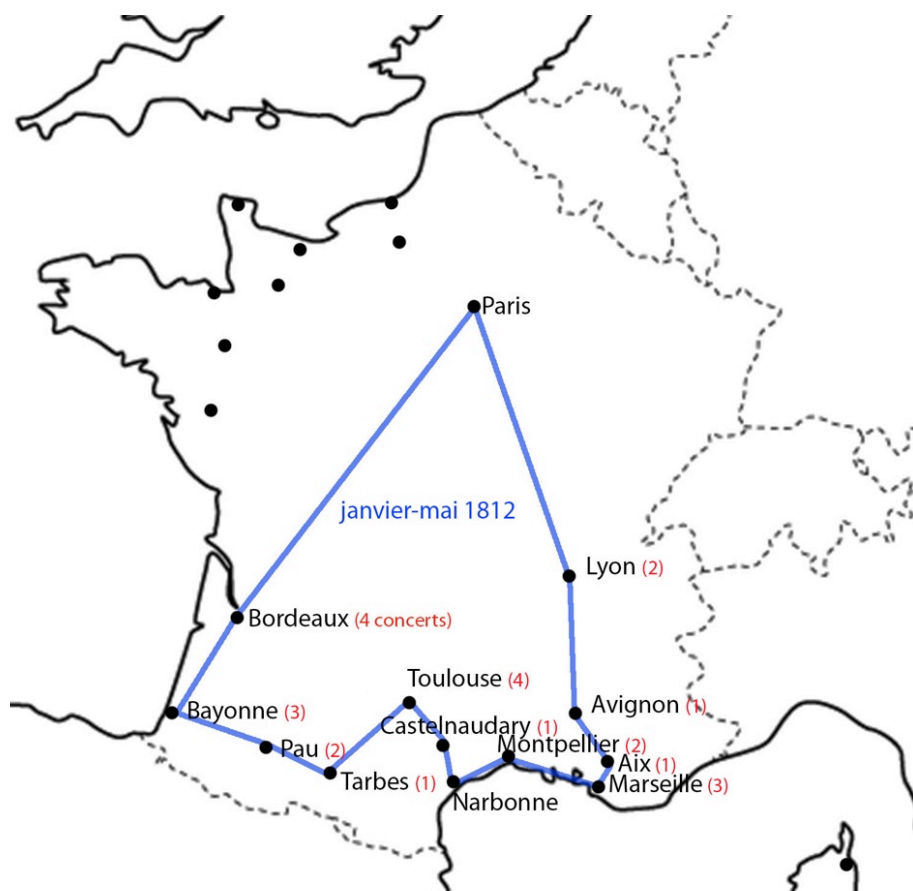 Paris
janvier-mai 1812
Lyon (2)
Bordeaux (4 concerts)
Toulouse (4)
Avignon (1)
Bayonne (3)
Castelnaudary (1)
Montpellier (2)
Pau (2)
Aix (1)
Tarbes (1)
Marseille (3)
Narbonne